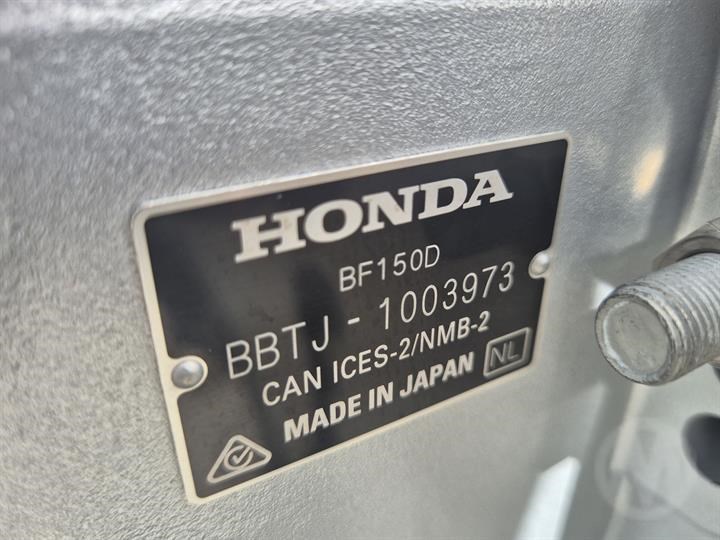 HONDA
BF150D
BBTJ - 1003973
CAN ICES-2/NMB-2
MADE IN JAPAN
NL